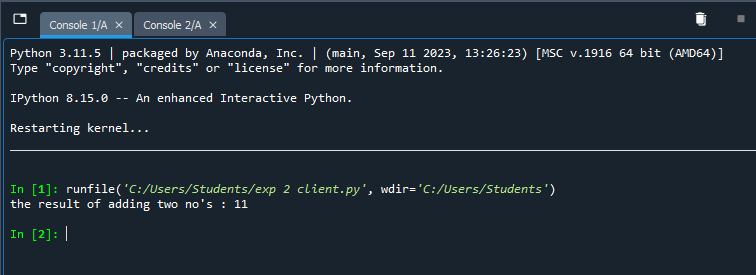 Console 1/A × Console 2/A ×
Python 3.11.5 | packaged by Anaconda, Inc. | (main, Sep 11 2023, 13:26:23) [MSC v.1916 64 bit (AMD64)]
Type "copyright", "credits" or "license" for more information.
IPython 8.15.0 -- An enhanced Interactive Python.
Restarting kernel...
In [1]: runfile('C:/Users/Students/exp 2 client.py', wdir='C:/Users/Students')
the result of adding two no's : 11
In [2]: